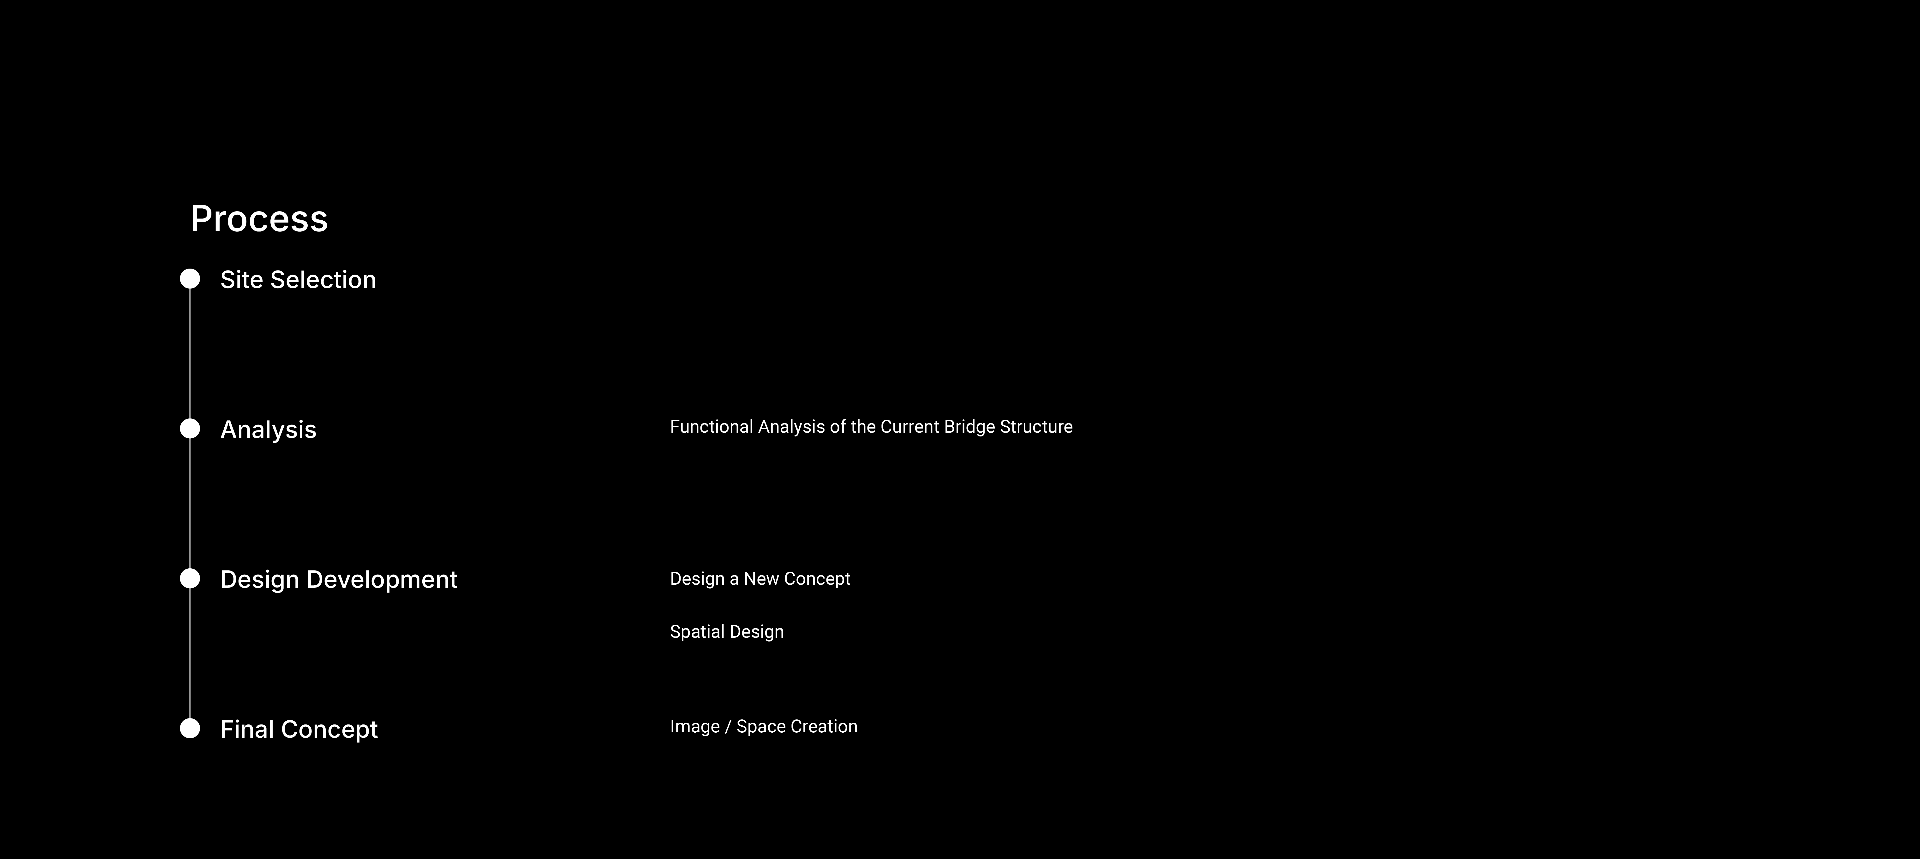 Process
Site Selection
Analysis
Functional Analysis of the Current Bridge Structure
Design Development
Design a New Concept
Spatial Design
Final Concept
Image / Space Creation